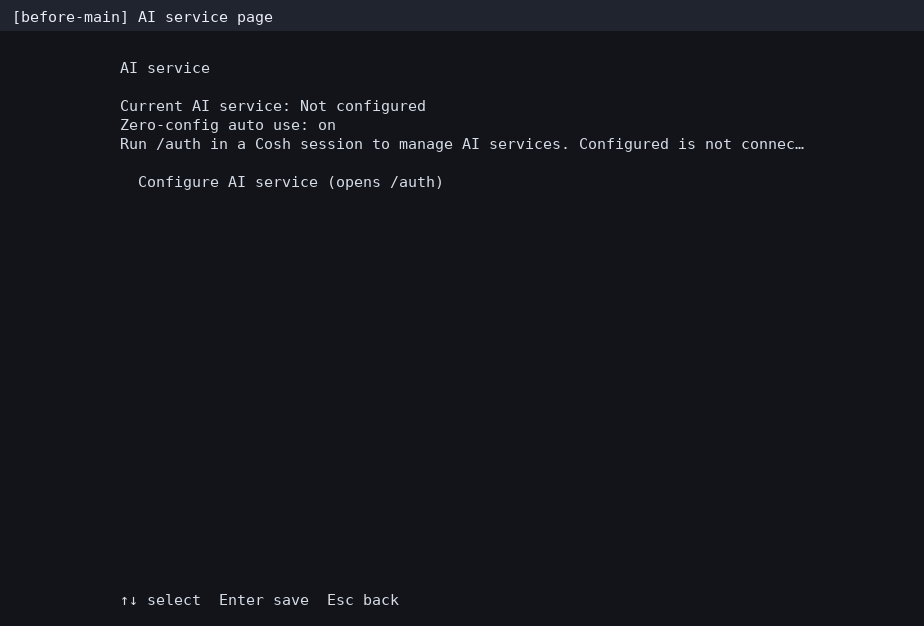 [before-main] AI service page
AI service
Current AI service: Not configured
Zero-config auto use: on
Run /auth in a Cosh session to manage AI services. Configured is not connec…
Configure AI service (opens /auth)
↑↓ select  Enter save  Esc back